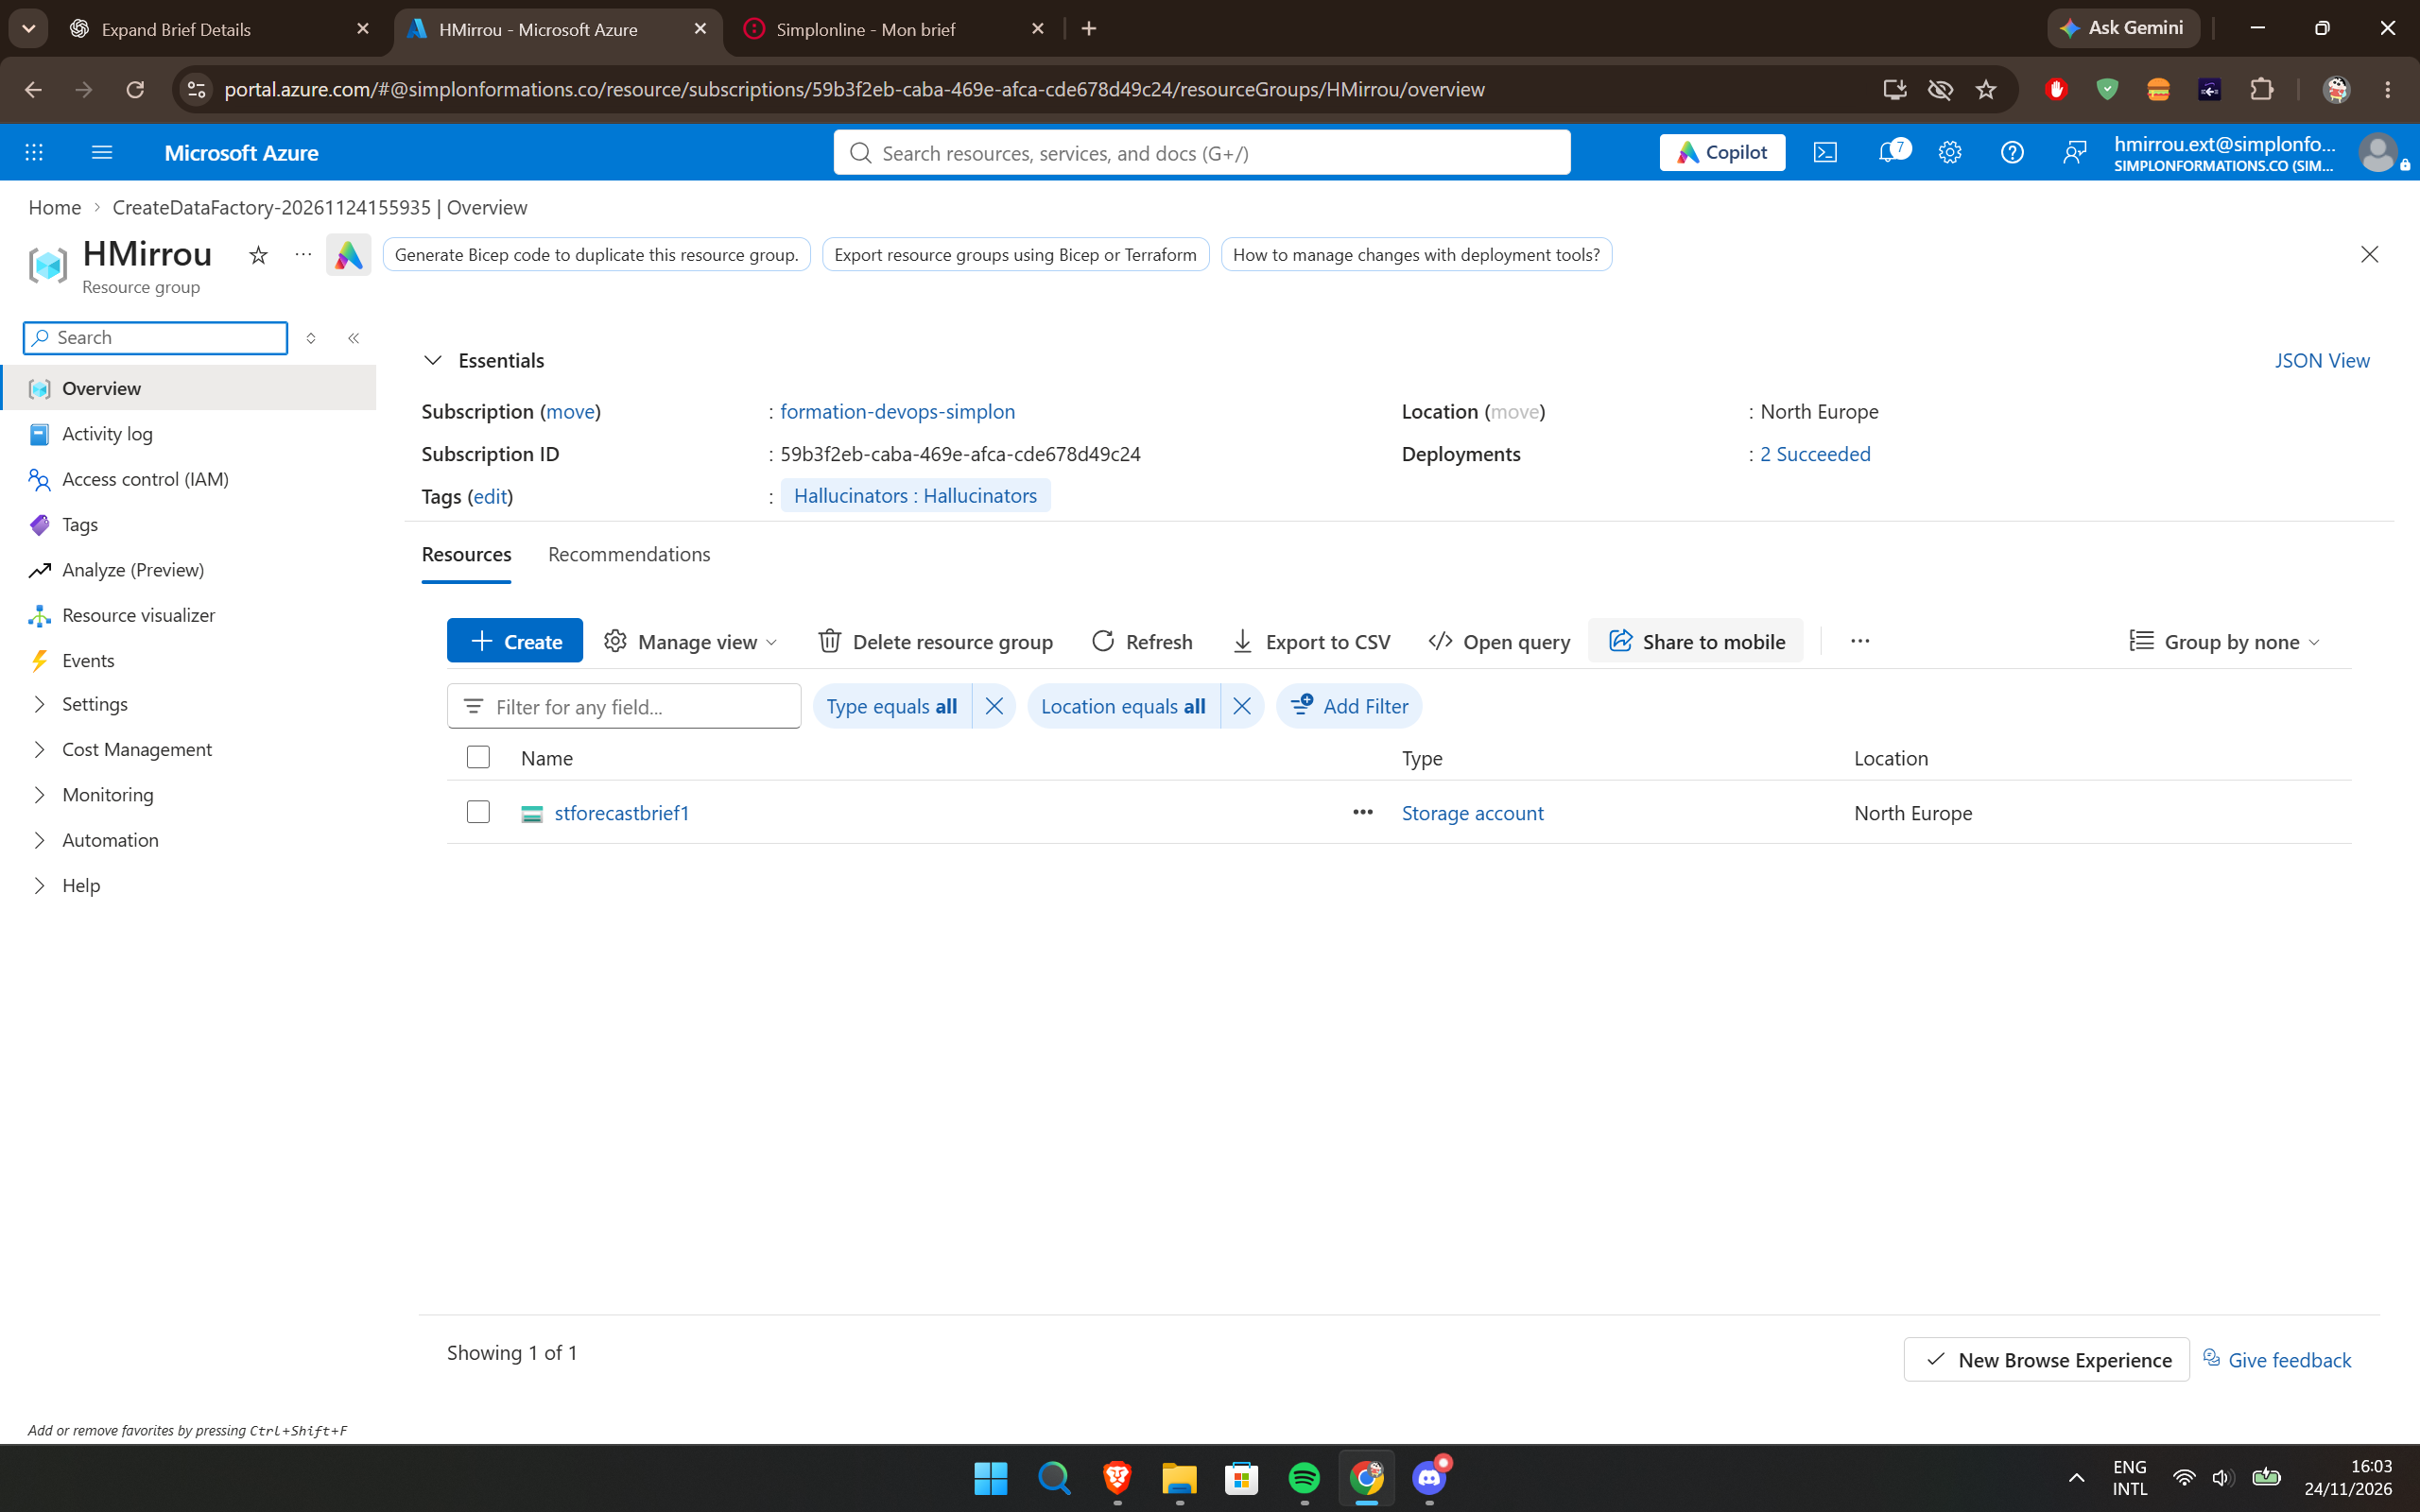 Expand Brief Details
HMirrou - Microsoft Azure
Simplonline - Mon brief
Ask Gemini
portal.azure.com/#@simplonformations.co/resource/subscriptions/59b3f2eb-caba-469e-afca-cde678d49c24/resourceGroups/HMirrou/overview
Microsoft Azure
Search resources, services, and docs (G+/)
Copilot
7
hmirrou.ext@simplonfo...
SIMPLONFORMATIONS.CO (SIM...
Home > CreateDataFactory-20261124155935 | Overview
HMirrou
Resource group
Generate Bicep code to duplicate this resource group.
Export resource groups using Bicep or Terraform
How to manage changes with deployment tools?
Search
Overview
Activity log
Access control (IAM)
Tags
Analyze (Preview)
Resource visualizer
Events
Settings
Cost Management
Monitoring
Automation
Help
Essentials
JSON View
Subscription (move) : formation-devops-simplon
Location (move) : North Europe
Subscription ID : 59b3f2eb-caba-469e-afca-cde678d49c24
Deployments : 2 Succeeded
Tags (edit) : Hallucinators : Hallucinators
Resources Recommendations
Create Manage view Delete resource group Refresh Export to CSV Open query Share to mobile ... Group by none
Filter for any field... Type equals all Location equals all Add Filter
Name Type Location
stforecastbrief1 ... Storage account North Europe
Showing 1 of 1
New Browse Experience
Give feedback
Add or remove favorites by pressing Ctrl+Shift+F
ENG
INTL
16:03
24/11/2026